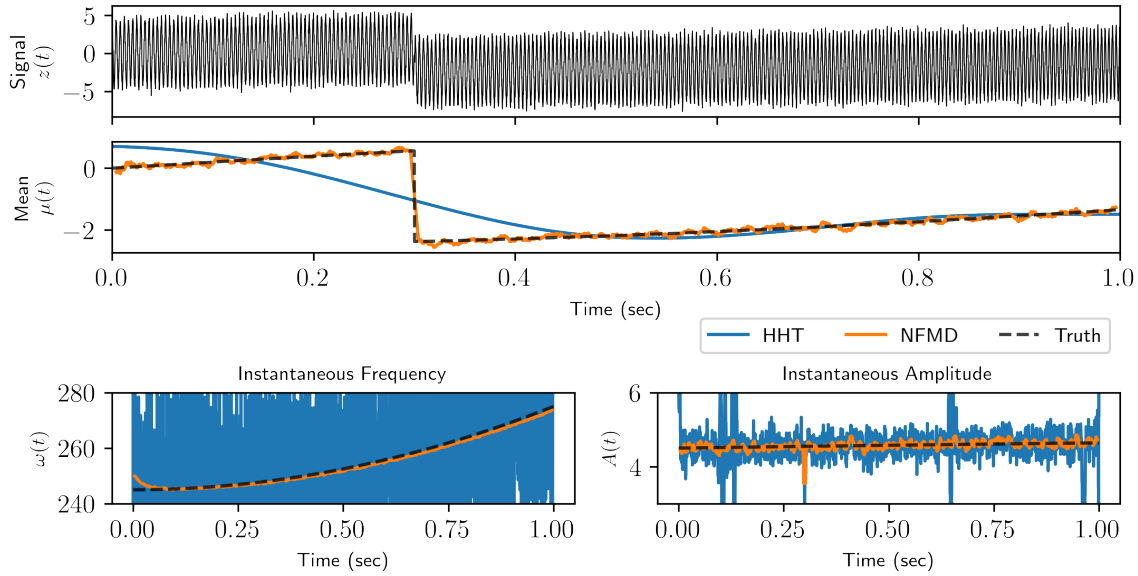 Signal
z(t)
5
0
−5
Mean
μ(t)
0
−2
0.0 0.2 0.4 0.6 0.8 1.0
Time (sec)
HHT NFMD Truth
Instantaneous Frequency
ω(t)
280
260
240
0.00 0.25 0.50 0.75 1.00
Time (sec)
Instantaneous Amplitude
A(t)
6
4
0.00 0.25 0.50 0.75 1.00
Time (sec)